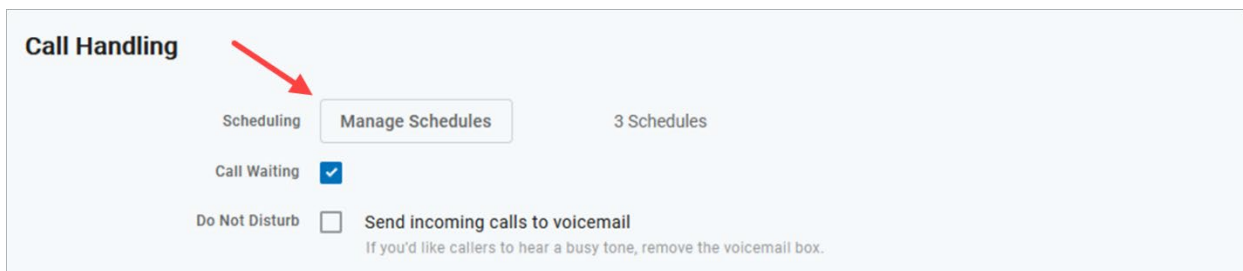 Call Handling
Scheduling Manage Schedules 3 Schedules
Call Waiting
Do Not Disturb Send incoming calls to voicemail
If you'd like callers to hear a busy tone, remove the voicemail box.